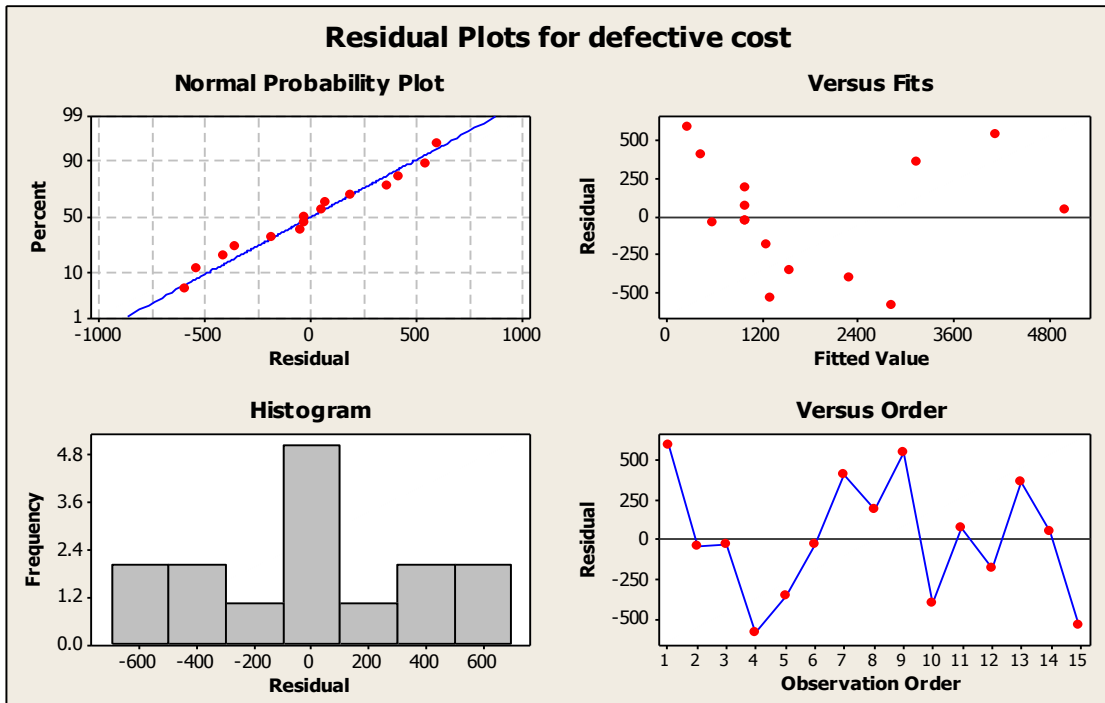 Residual Plots for defective cost
Normal Probability Plot
Percent
99
90
50
10
1
-1000 -500 0 500 1000
Residual
Versus Fits
Residual
500
250
0
-250
-500
0 1200 2400 3600 4800
Fitted Value
Histogram
Frequency
4.8
3.6
2.4
1.2
0.0
-600 -400 -200 0 200 400 600
Residual
Versus Order
Residual
500
250
0
-250
-500
1 2 3 4 5 6 7 8 9 10 11 12 13 14 15
Observation Order